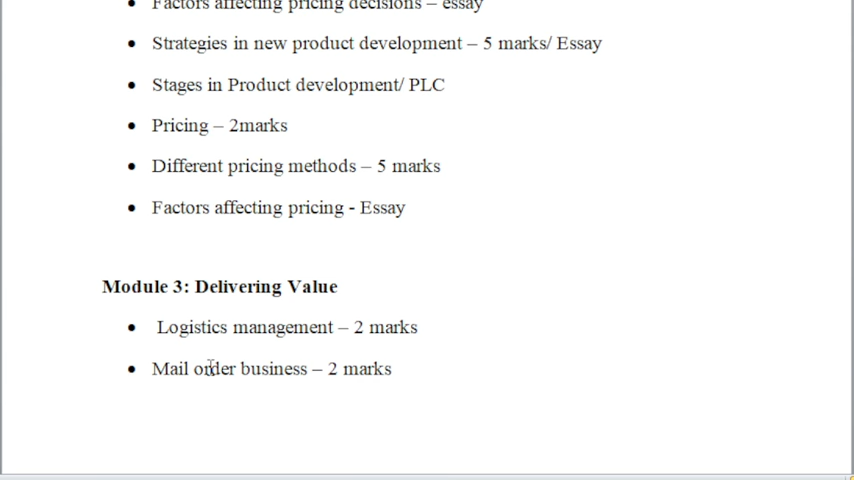 • Factors affecting pricing decisions – essay
• Strategies in new product development – 5 marks/ Essay
• Stages in Product development/ PLC
• Pricing – 2marks
• Different pricing methods – 5 marks
• Factors affecting pricing - Essay
Module 3: Delivering Value
• Logistics management – 2 marks
• Mail order business – 2 marks